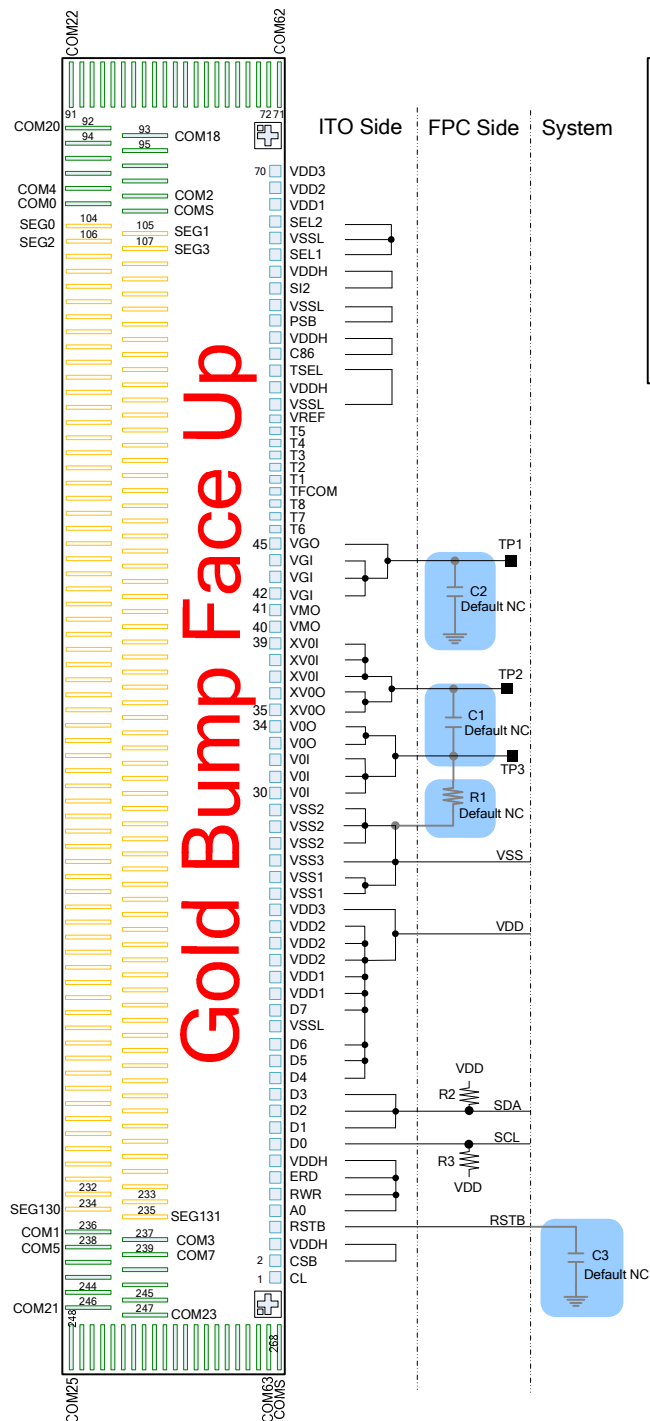 COM22
COM62
91
72 71
COM20
92
93
COM18
94
95
ITO Side
FPC Side
System
70
VDD3
VDD2
VDD1
COM4
COM2
COM0
COMS
SEG0
104
105
SEG1
SEG2
106
107
SEG3
SEL2
VSSL
SEL1
VDDH
SI2
VSSL
PSB
VDDH
C86
TSEL
VDDH
VSSL
VREF
T5
T4
T3
T2
T1
TFCOM
T8
T7
T6
Gold Bump Face Up
45
VGO
TP1
VGI
VGI
C2
Default NC
42
VGI
41
VMO
40
VMO
39
XV0I
XV0I
XV0I
TP2
XV0O
35
XV0O
C1
Default NC
34
V0O
V0O
TP3
V0I
V0I
30
V0I
R1
Default NC
VSS2
VSS2
VSS2
VSS3
VSS
VSS1
VSS1
VDD3
VDD2
VDD
VDD2
VDD2
VDD1
VDD1
D7
VSSL
D6
D5
D4
VDD
D3
R2
D2
SDA
D1
D0
SCL
VDDH
R3
ERD
VDD
RWR
A0
232
233
SEG130
234
235
SEG131
RSTB
RSTB
COM1
236
237
COM3
COM5
238
239
COM7
VDDH
2
CSB
C3
Default NC
1
CL
244
245
COM21
246
247
COM23
248
268
COM25
COM63
COMS